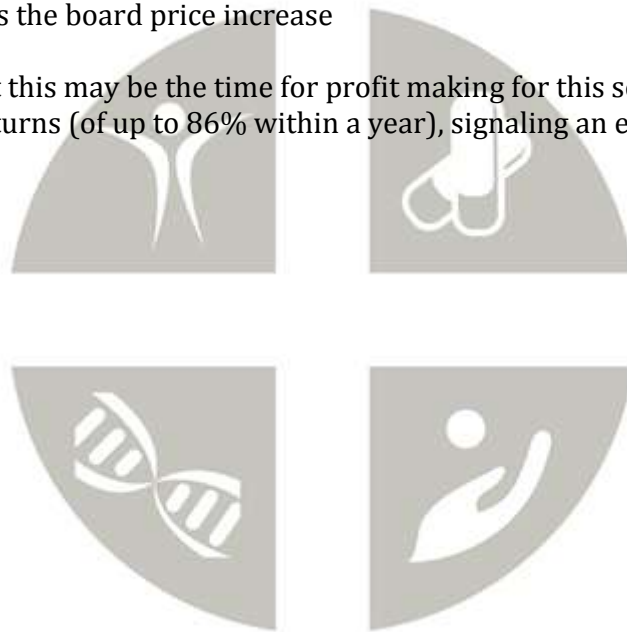 s the board price increase
t this may be the time for profit making for this se
turns (of up to 86% within a year), signaling an e